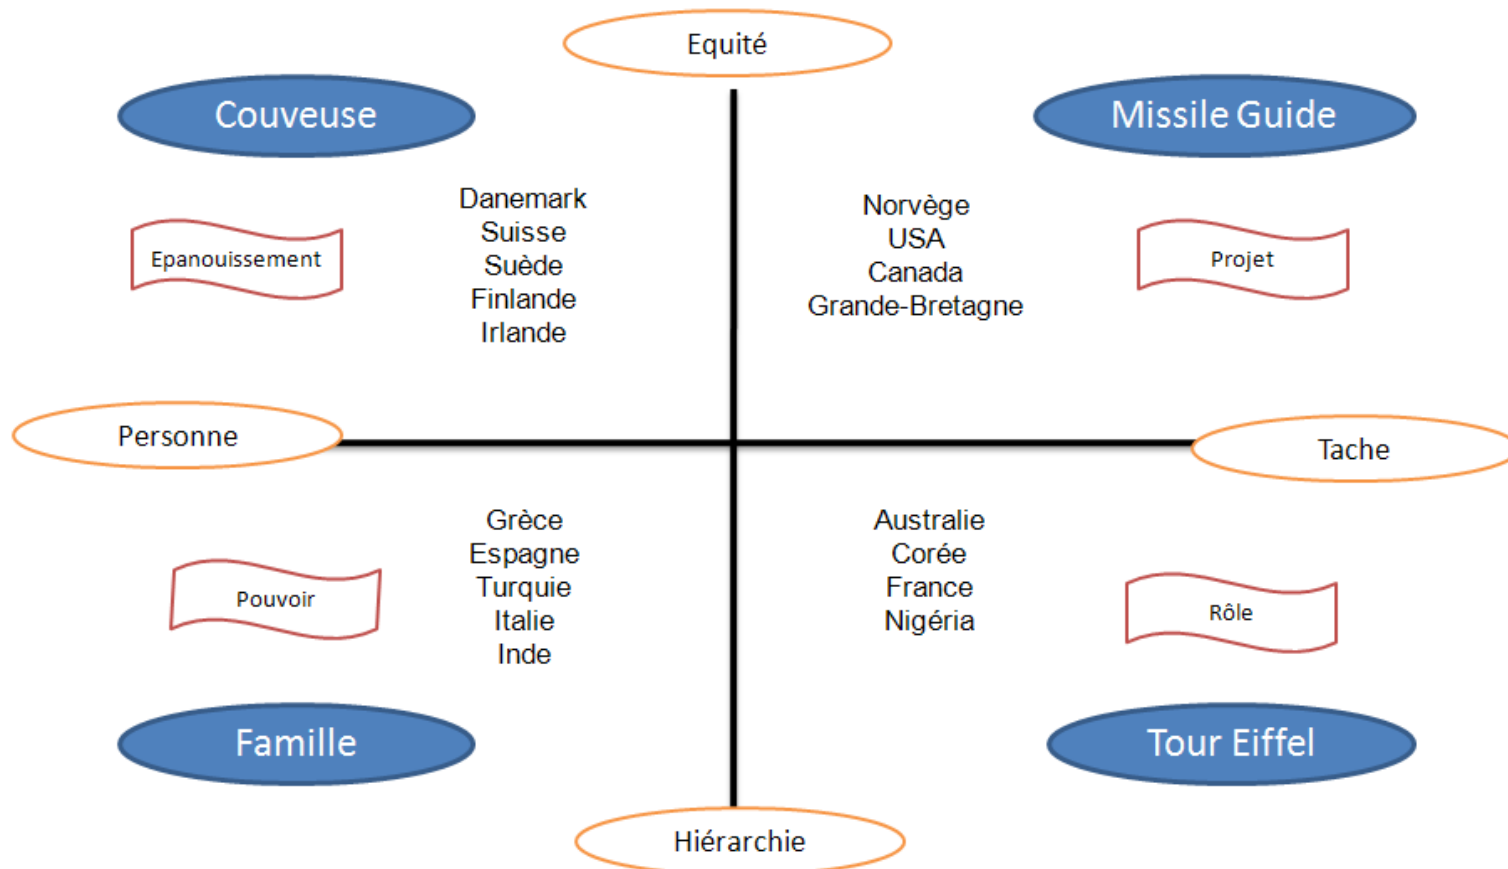 Equité
Couveuse
Missile Guide
Danemark
Suisse
Suède
Finlande
Irlande
Epanouissement
Norvège
USA
Canada
Grande-Bretagne
Projet
Personne
Tache
Grèce
Espagne
Turquie
Italie
Inde
Pouvoir
Australie
Corée
France
Nigéria
Rôle
Famille
Tour Eiffel
Hiérarchie